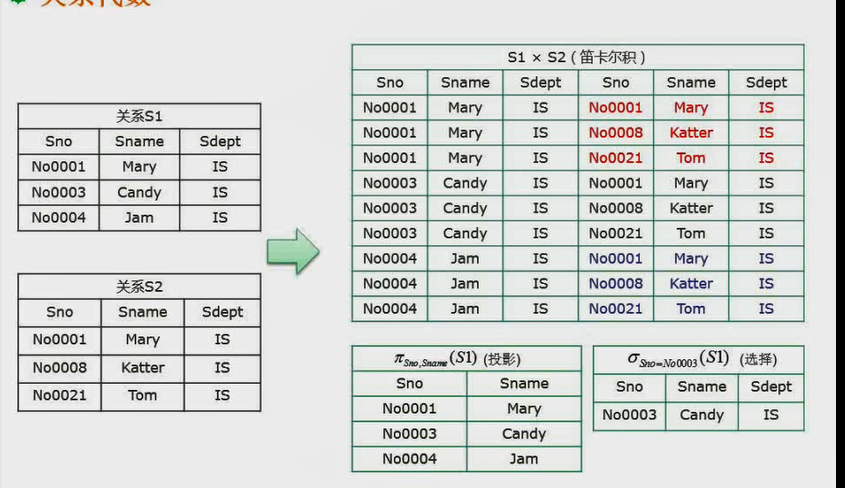 关系代数
关系S1
Sno Sname Sdept
No0001 Mary IS
No0003 Candy IS
No0004 Jam IS
关系S2
Sno Sname Sdept
No0001 Mary IS
No0008 Katter IS
No0021 Tom IS
S1 × S2 ( 笛卡尔积 )
Sno Sname Sdept Sno Sname Sdept
No0001 Mary IS No0001 Mary IS
No0001 Mary IS No0008 Katter IS
No0001 Mary IS No0021 Tom IS
No0003 Candy IS No0001 Mary IS
No0003 Candy IS No0008 Katter IS
No0003 Candy IS No0021 Tom IS
No0004 Jam IS No0001 Mary IS
No0004 Jam IS No0008 Katter IS
No0004 Jam IS No0021 Tom IS
π Sno,Sname (S1) (投影)
Sno Sname
No0001 Mary
No0003 Candy
No0004 Jam
σ Sno=No0003 (S1) (选择)
Sno Sname Sdept
No0003 Candy IS